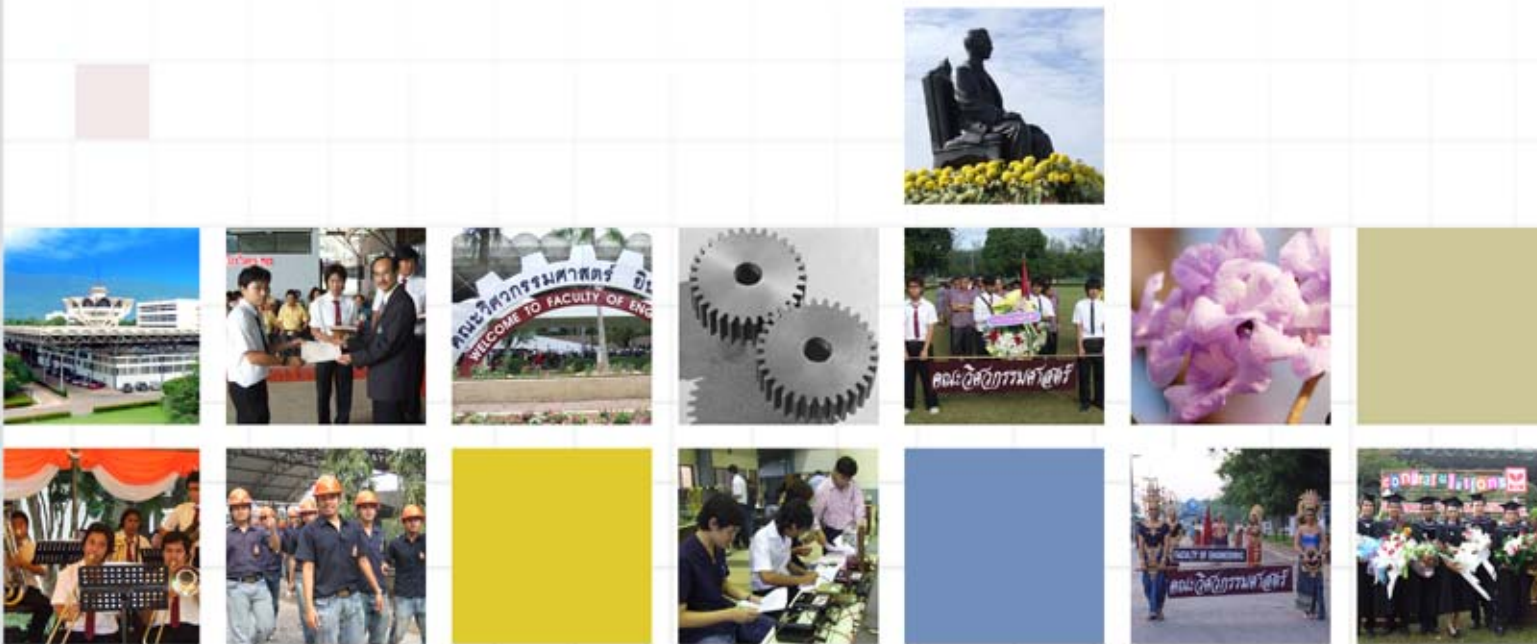 คณะวิศวกรรมศาสตร์ ยิน
WELCOME TO FACULTY OF ENG
คณะวิศวกรรมศาสตร์
congratulations
FACULTY OF ENGINEERING
คณะวิศวกรรมศาสตร์